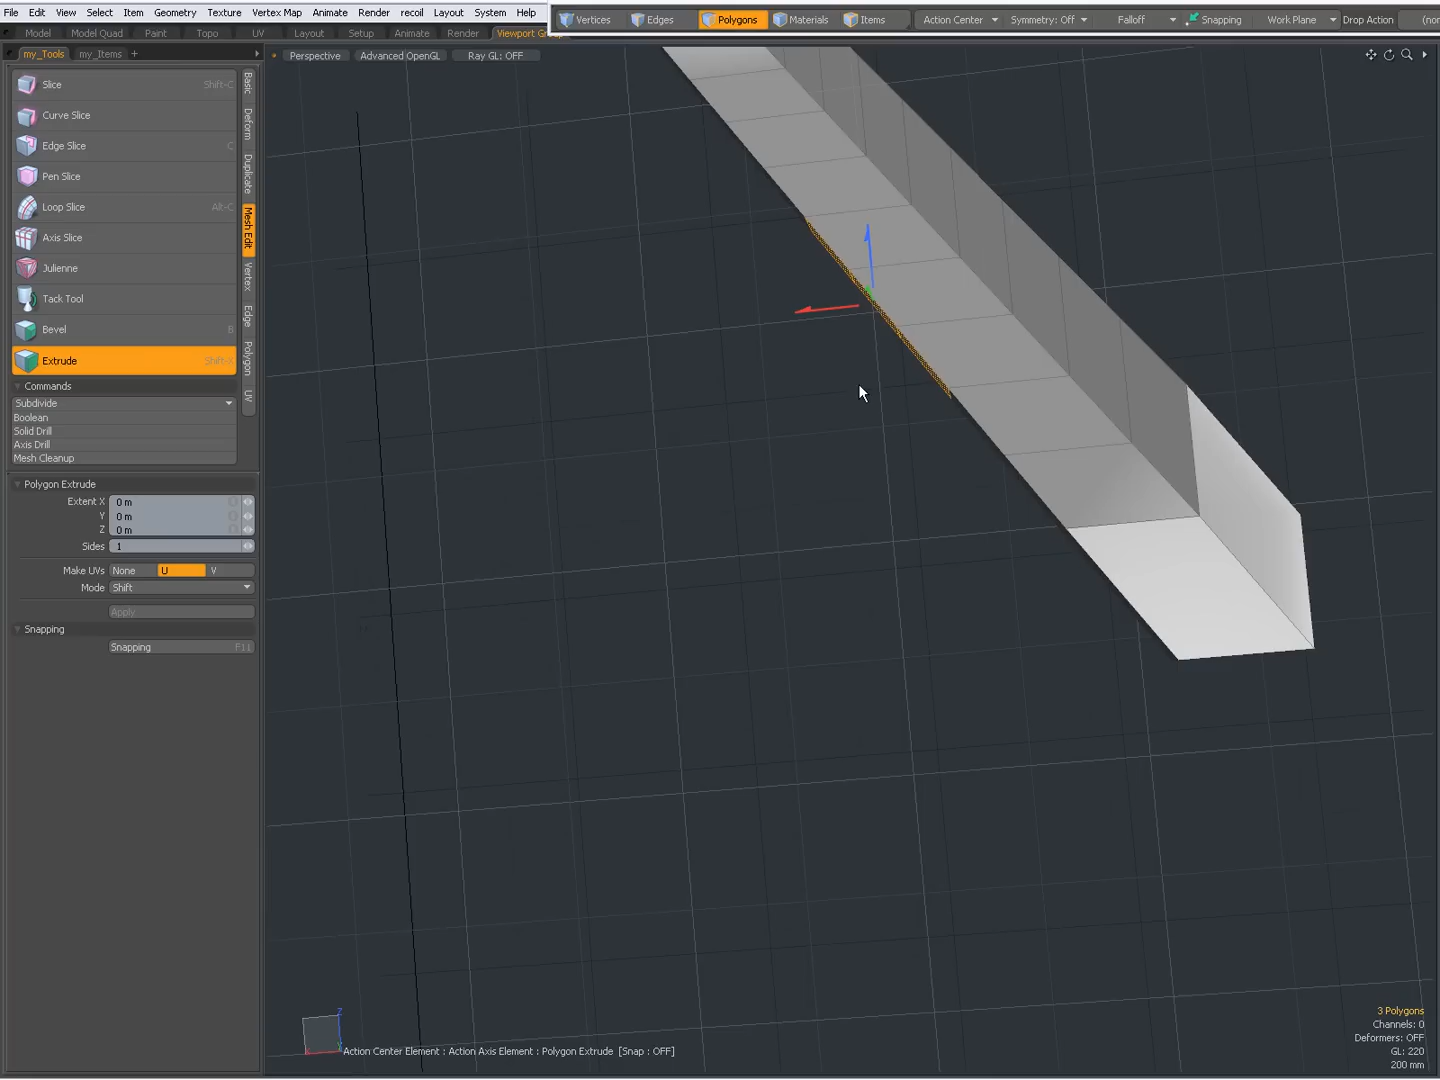 File Edit View Select Item Geometry Texture Vertex Map Animate Render recoil Layout System Help
Vertices Edges Polygons Materials Items Action Center Symmetry: Off Falloff Snapping Work Plane Drop Action (no
Model Model Quad Paint Topo UV Layout Setup Animate Render
my_Tools my_Items +
Perspective Advanced OpenGL Ray GL: OFF
Slice Shift-C
Curve Slice
Edge Slice C
Pen Slice
Loop Slice Alt-C
Axis Slice
Julienne
Tack Tool
Bevel B
Extrude Shift-X
Basic
Deform
Duplicate
Mesh Edit
Vertex
Edge
Polygon
UV
Commands
Subdivide
Boolean
Solid Drill
Axis Drill
Mesh Cleanup
Polygon Extrude
Extent X 0 m
Y 0 m
Z 0 m
Sides 1
Make UVs None U V
Mode Shift
Apply
Snapping
Snapping F11
Z
Action Center Element : Action Axis Element : Polygon Extrude [Snap : OFF]
3 Polygons
Channels: 0
Deformers: OFF
GL: 220
200 mm